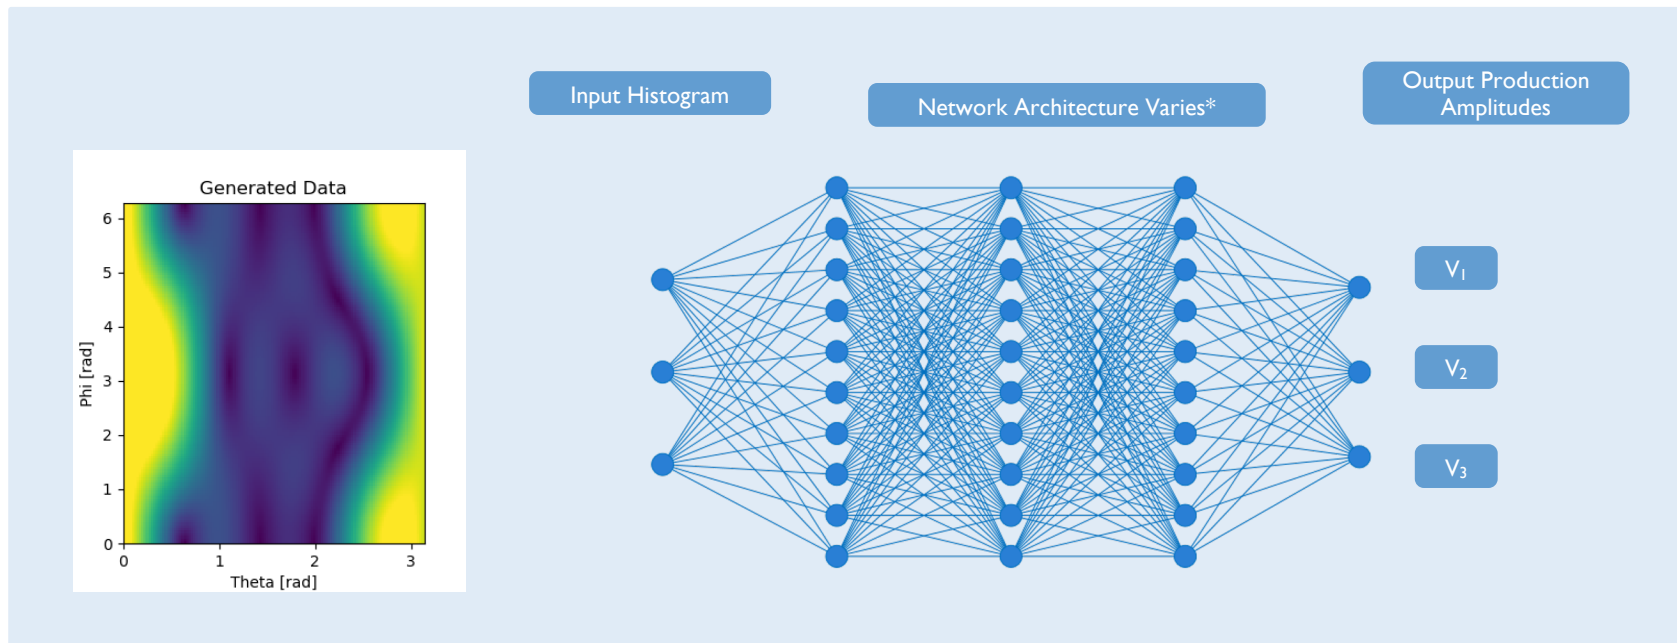 Input Histogram
Network Architecture Varies*
Output Production
Amplitudes
Generated Data
6
5
4
3
2
1
0
Phi [rad]
0 1 2 3
Theta [rad]
V₁
V₂
V₃